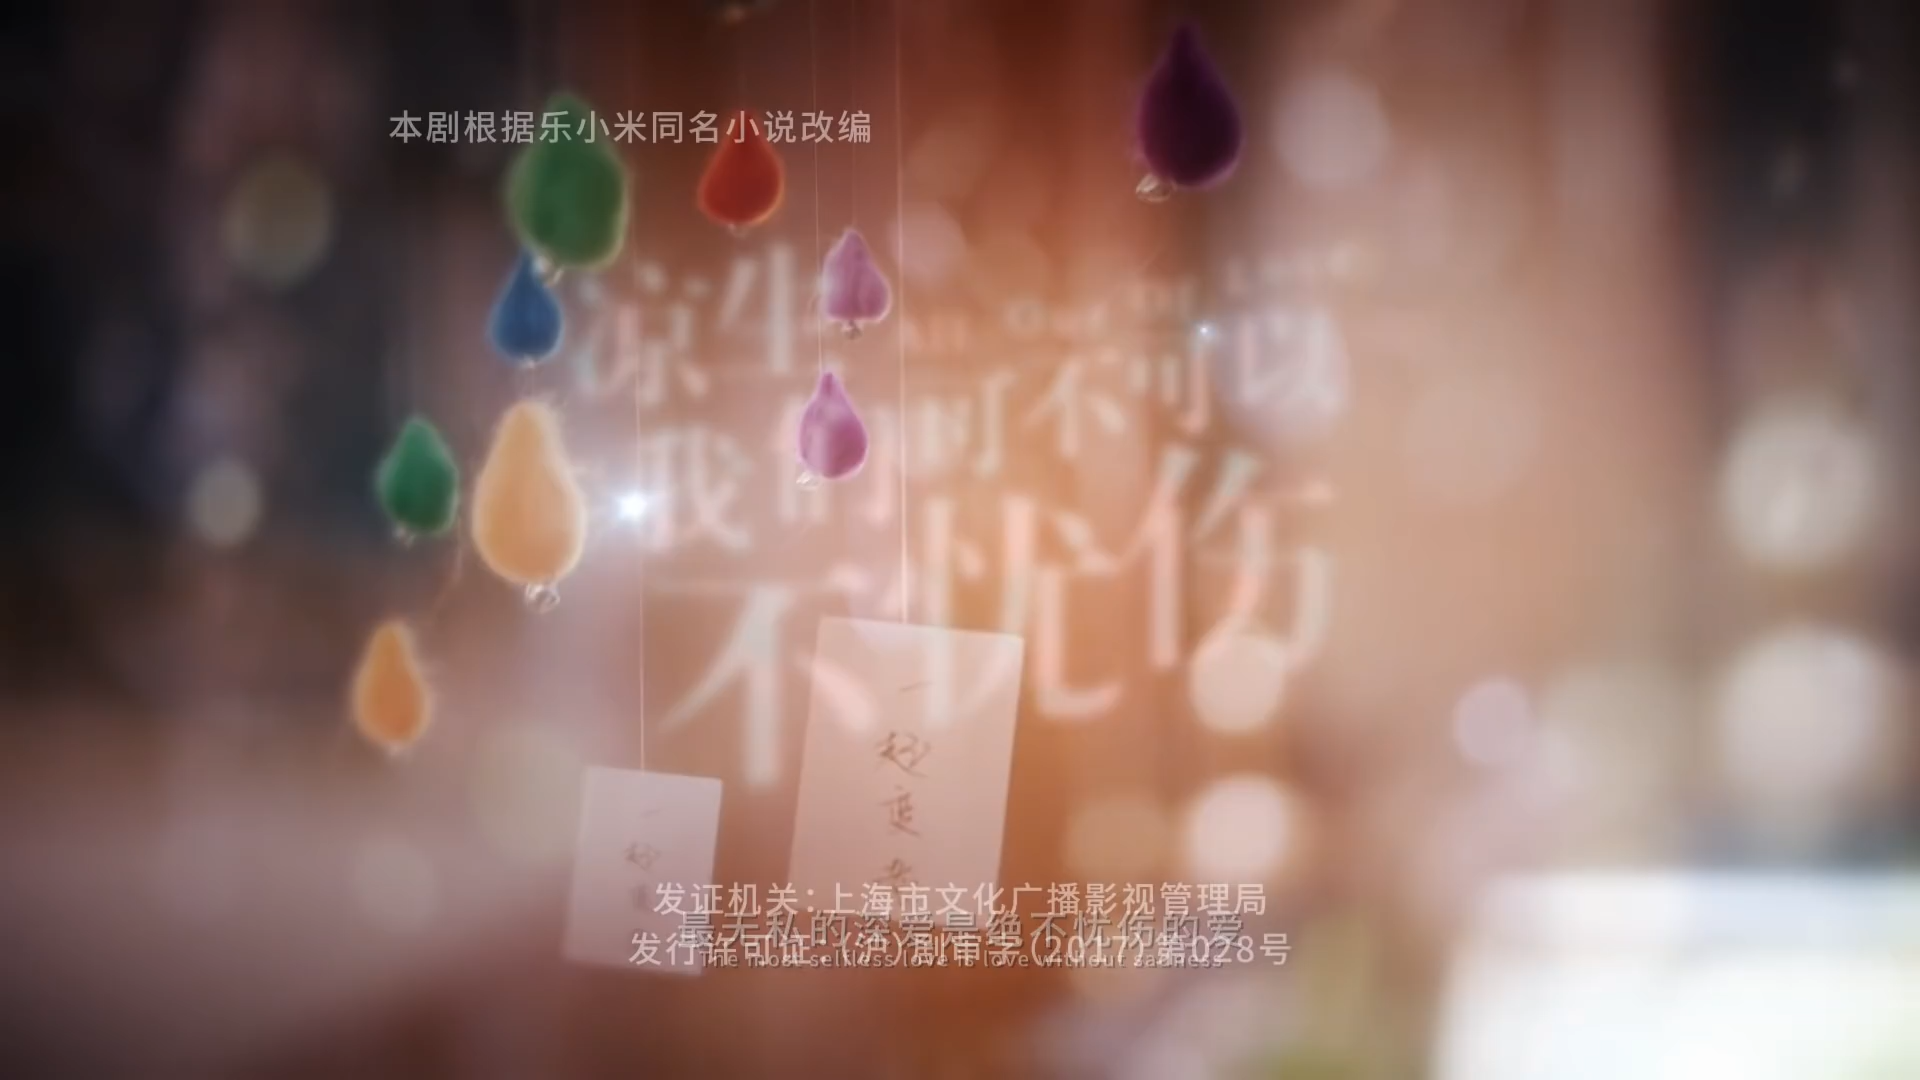 本剧根据乐小米同名小说改编
凉生
我们可不可以
不忧伤
发证机关:上海市文化广播影视管理局
最无私的深爱是绝不忧伤的爱
发行许可证:(沪)剧审字(2017)第028号
The most selfless love is love without sadness